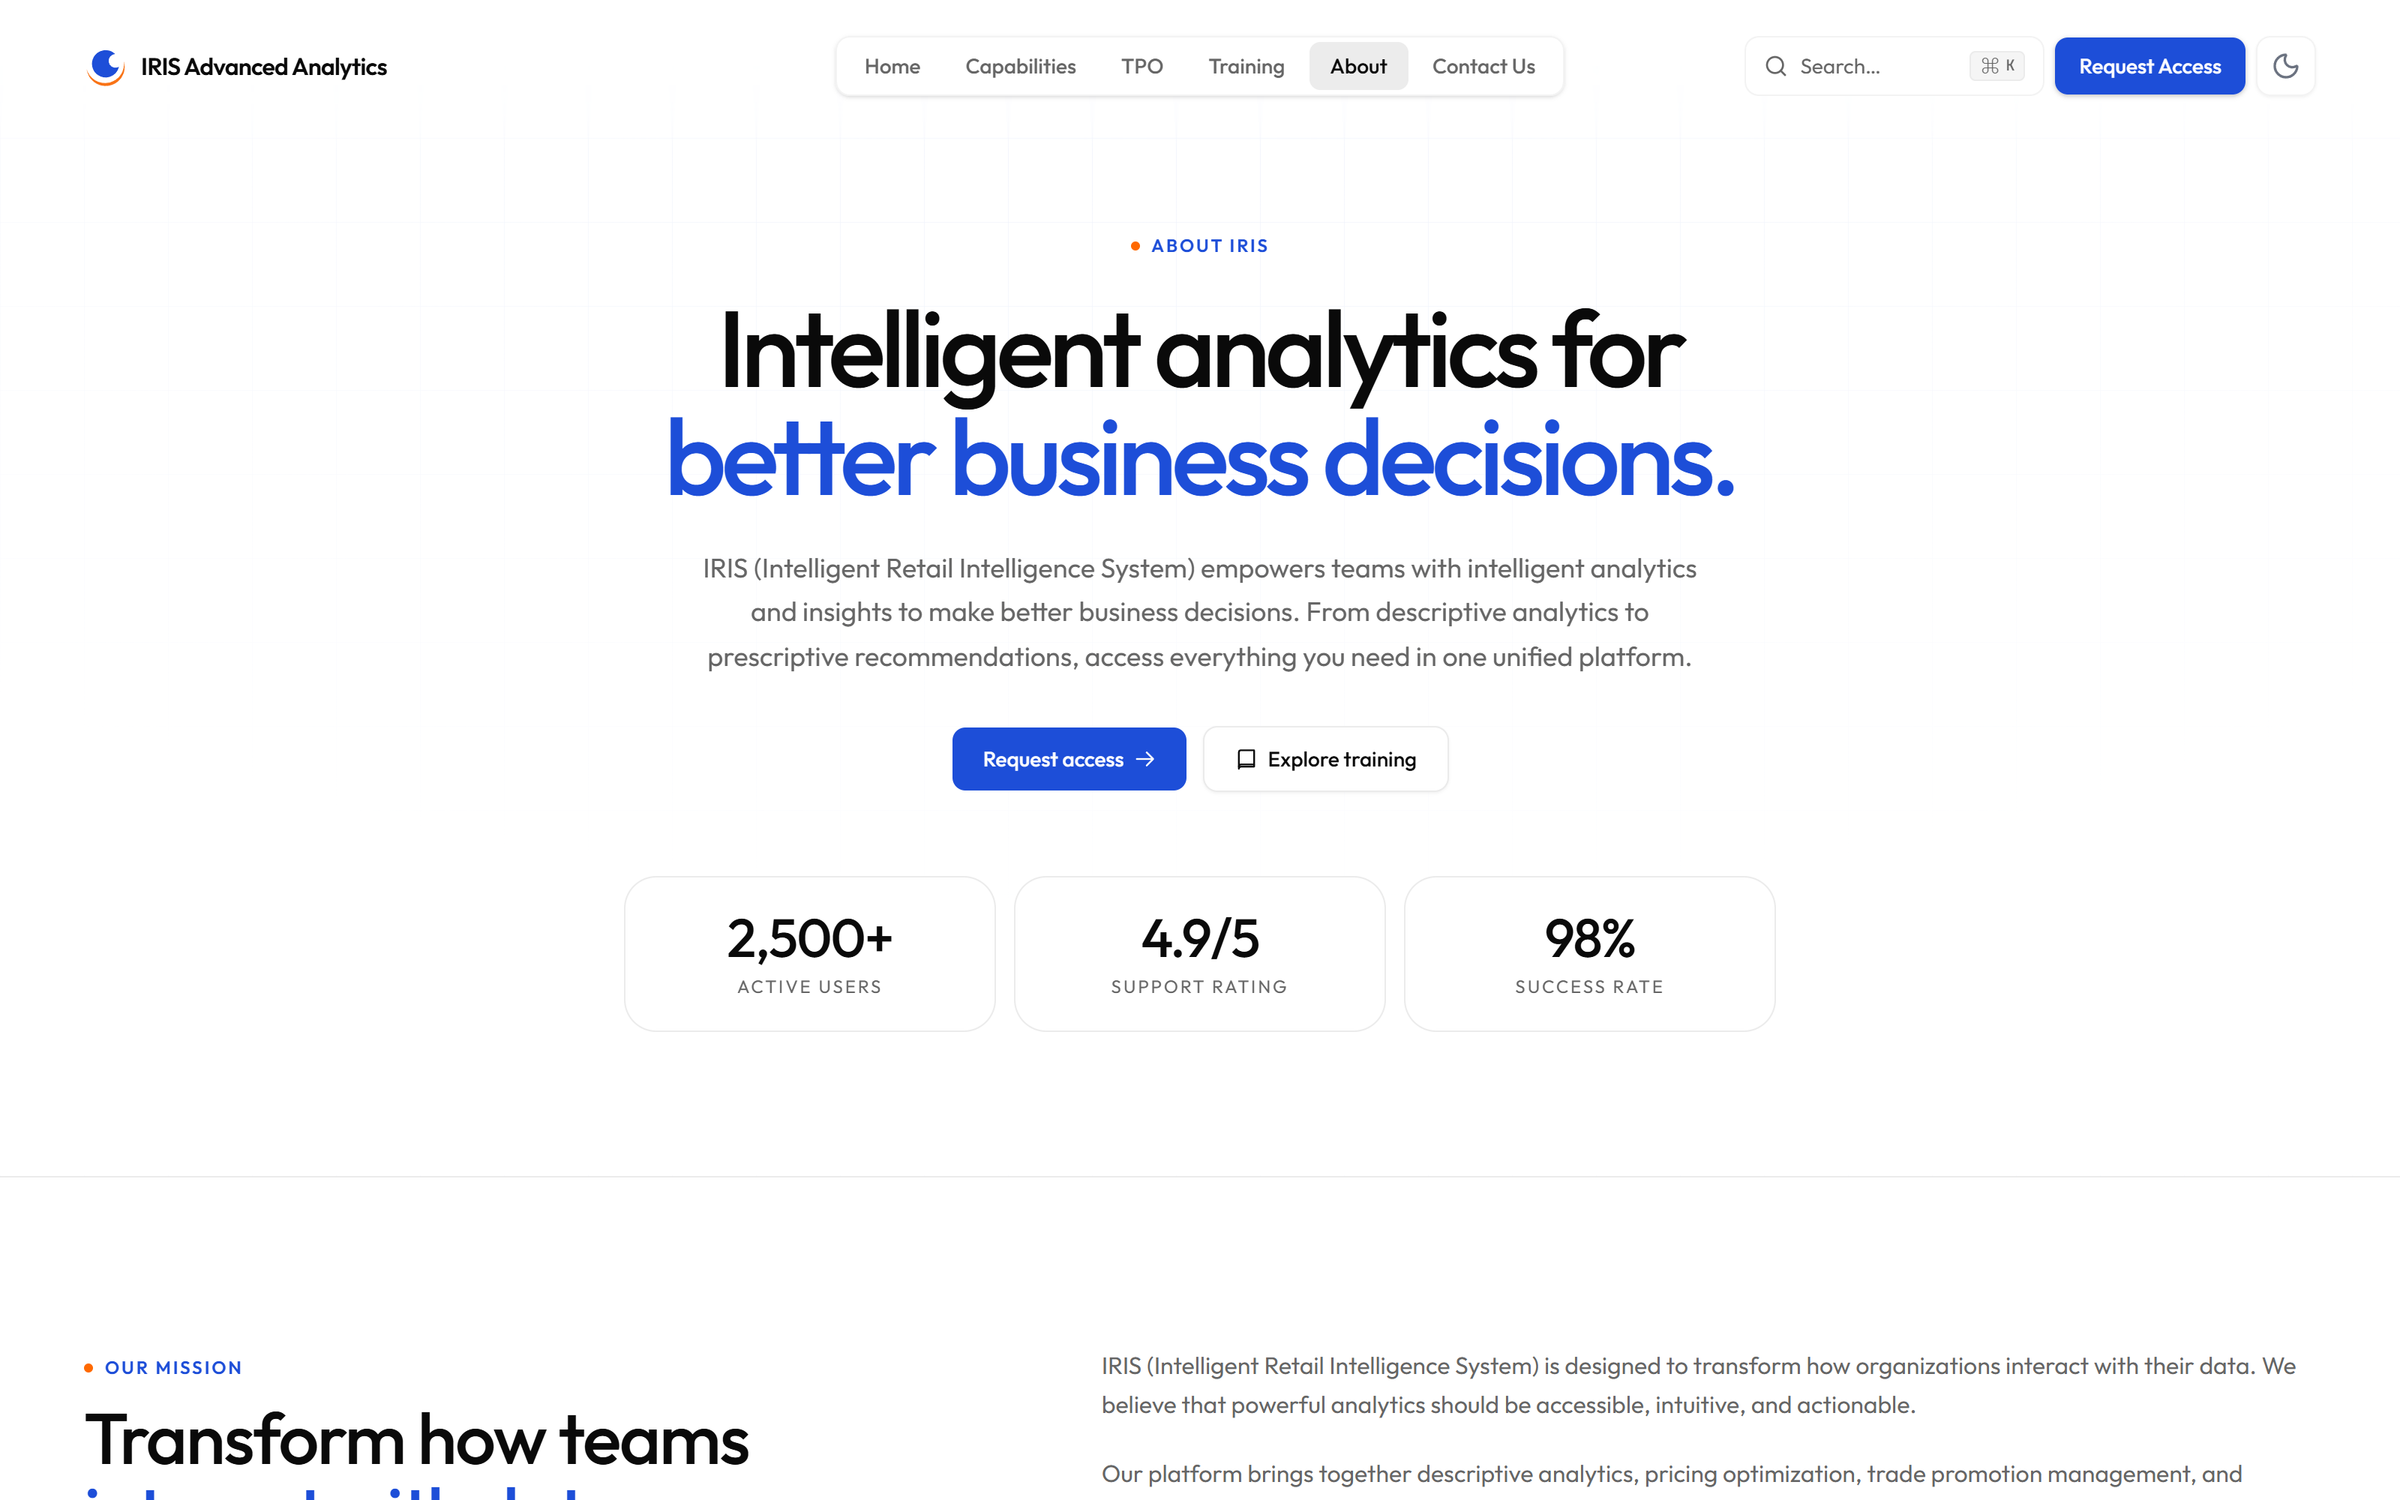 IRIS Advanced Analytics
Home Capabilities TPO Training About Contact Us
Search... ⌘ K
Request Access
ABOUT IRIS
Intelligent analytics for
better business decisions.
IRIS (Intelligent Retail Intelligence System) empowers teams with intelligent analytics
and insights to make better business decisions. From descriptive analytics to
prescriptive recommendations, access everything you need in one unified platform.
Request access → Explore training
2,500+
ACTIVE USERS
4.9/5
SUPPORT RATING
98%
SUCCESS RATE
OUR MISSION
Transform how teams
IRIS (Intelligent Retail Intelligence System) is designed to transform how organizations interact with their data. We
believe that powerful analytics should be accessible, intuitive, and actionable.
Our platform brings together descriptive analytics, pricing optimization, trade promotion management, and